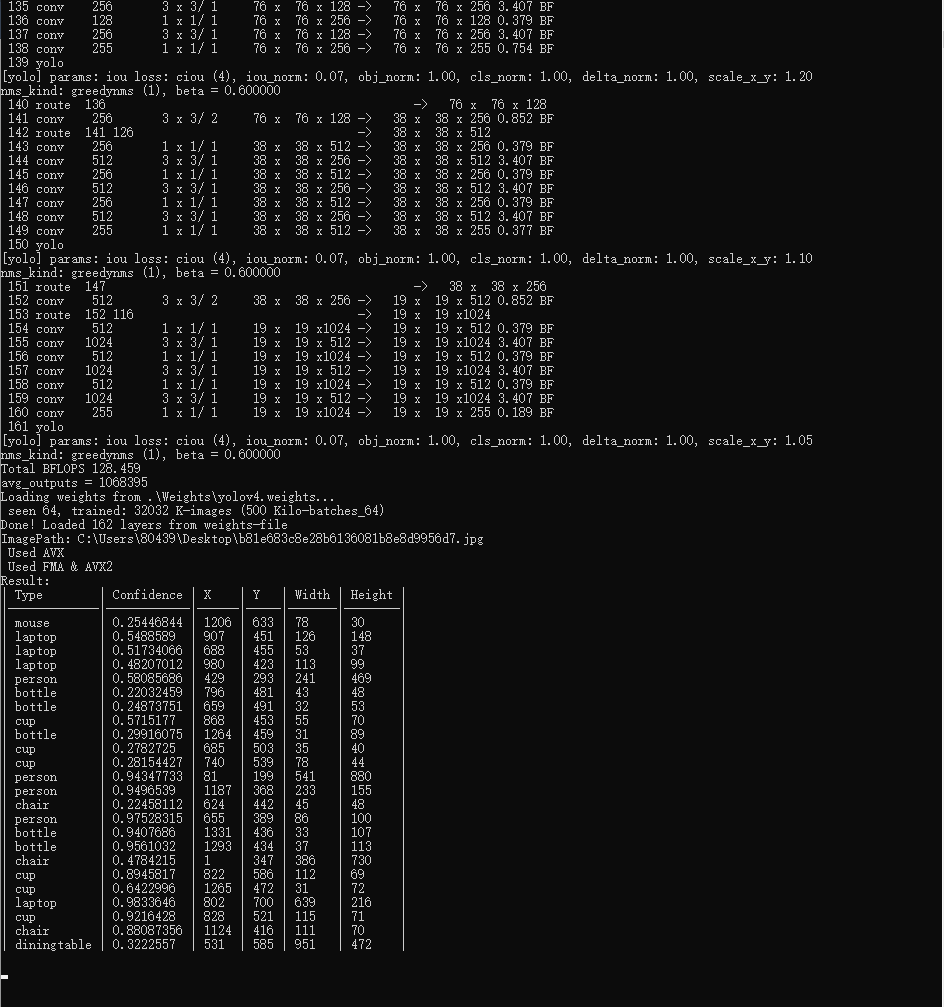 135 conv 256 3 x 3/ 1 76 x 76 x 128 -> 76 x 76 x 256 3.407 BF
136 conv 128 1 x 1/ 1 76 x 76 x 256 -> 76 x 76 x 128 0.379 BF
137 conv 256 3 x 3/ 1 76 x 76 x 128 -> 76 x 76 x 256 3.407 BF
138 conv 255 1 x 1/ 1 76 x 76 x 256 -> 76 x 76 x 255 0.754 BF
139 yolo
[yolo] params: iou loss: ciou (4), iou_norm: 0.07, obj_norm: 1.00, cls_norm: 1.00, delta_norm: 1.00, scale_x_y: 1.20
nms_kind: greedynms (1), beta = 0.600000
140 route 136 -> 76 x 76 x 128
141 conv 256 3 x 3/ 2 76 x 76 x 128 -> 38 x 38 x 256 0.852 BF
142 route 141 126 -> 38 x 38 x 512
143 conv 256 1 x 1/ 1 38 x 38 x 512 -> 38 x 38 x 256 0.379 BF
144 conv 512 3 x 3/ 1 38 x 38 x 256 -> 38 x 38 x 512 3.407 BF
145 conv 256 1 x 1/ 1 38 x 38 x 512 -> 38 x 38 x 256 0.379 BF
146 conv 512 3 x 3/ 1 38 x 38 x 256 -> 38 x 38 x 512 3.407 BF
147 conv 256 1 x 1/ 1 38 x 38 x 512 -> 38 x 38 x 256 0.379 BF
148 conv 512 3 x 3/ 1 38 x 38 x 256 -> 38 x 38 x 512 3.407 BF
149 conv 255 1 x 1/ 1 38 x 38 x 512 -> 38 x 38 x 255 0.377 BF
150 yolo
[yolo] params: iou loss: ciou (4), iou_norm: 0.07, obj_norm: 1.00, cls_norm: 1.00, delta_norm: 1.00, scale_x_y: 1.10
nms_kind: greedynms (1), beta = 0.600000
151 route 147 -> 38 x 38 x 256
152 conv 512 3 x 3/ 2 38 x 38 x 256 -> 19 x 19 x 512 0.852 BF
153 route 152 116 -> 19 x 19 x1024
154 conv 512 1 x 1/ 1 19 x 19 x1024 -> 19 x 19 x 512 0.379 BF
155 conv 1024 3 x 3/ 1 19 x 19 x 512 -> 19 x 19 x1024 3.407 BF
156 conv 512 1 x 1/ 1 19 x 19 x1024 -> 19 x 19 x 512 0.379 BF
157 conv 1024 3 x 3/ 1 19 x 19 x 512 -> 19 x 19 x1024 3.407 BF
158 conv 512 1 x 1/ 1 19 x 19 x1024 -> 19 x 19 x 512 0.379 BF
159 conv 1024 3 x 3/ 1 19 x 19 x 512 -> 19 x 19 x1024 3.407 BF
160 conv 255 1 x 1/ 1 19 x 19 x1024 -> 19 x 19 x 255 0.189 BF
161 yolo
[yolo] params: iou loss: ciou (4), iou_norm: 0.07, obj_norm: 1.00, cls_norm: 1.00, delta_norm: 1.00, scale_x_y: 1.05
nms_kind: greedynms (1), beta = 0.600000
Total BFLOPS 128.459
avg_outputs = 1068395
Loading weights from .\Weights\yolov4.weights...
seen 64, trained: 32032 K-images (500 Kilo-batches_64)
Done! Loaded 162 layers from weights-file
ImagePath: C:\Users\80439\Desktop\b81e683c8e28b6136081b8e8d9956d7.jpg
Used AVX
Used FMA & AVX2
Result:
Type Confidence X Y Width Height
mouse 0.25446844 1206 633 78 30
laptop 0.5488589 907 451 126 148
laptop 0.51734066 688 455 53 37
laptop 0.48207012 980 423 113 99
person 0.58085686 429 293 241 469
bottle 0.22032459 796 481 43 48
bottle 0.24873751 659 491 32 53
cup 0.5715177 868 453 55 70
bottle 0.29916075 1264 459 31 89
cup 0.2782725 685 503 35 40
cup 0.28154427 740 539 78 44
person 0.94347733 81 199 541 880
person 0.9496539 1187 368 233 155
chair 0.22458112 624 442 45 48
person 0.97528315 655 389 86 100
bottle 0.9407686 1331 436 33 107
bottle 0.9561032 1293 434 37 113
chair 0.4784215 1 347 386 730
cup 0.8945817 822 586 112 69
cup 0.6422996 1265 472 31 72
laptop 0.9833646 802 700 639 216
cup 0.9216428 828 521 115 71
chair 0.88087356 1124 416 111 70
diningtable 0.3222557 531 585 951 472